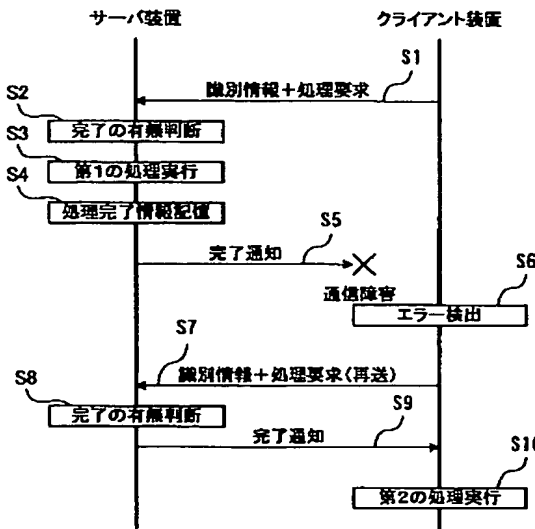 サーバ装置
クライアント装置
S1
識別情報+処理要求
S2
完了の有無判断
S3
第1の処理実行
S4
処理完了情報記憶
S5
完了通知
通信障害
S6
エラー検出
S7
識別情報+処理要求(再送)
S8
完了の有無判断
S9
完了通知
S10
第2の処理実行